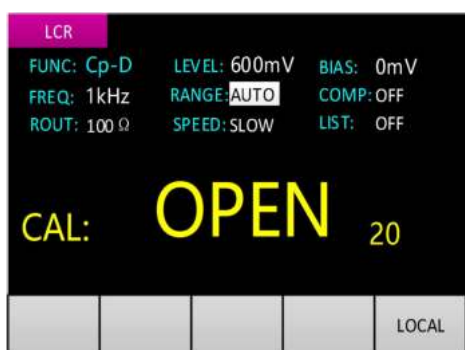 LCR
FUNC: Cp-D LEVEL: 600mV BIAS: 0mV
FREQ: 1kHz RANGE: AUTO COMP: OFF
ROUT: 100 Ω SPEED: SLOW LIST: OFF
CAL: OPEN 20
LOCAL